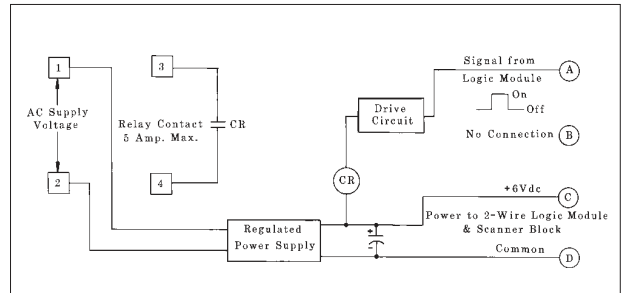 1
3
AC Supply
Voltage
Relay Contact
5 Amp. Max.
CR
2
4
Signal from
Logic Module
A
On
Off
Drive
Circuit
No Connection
B
CR
+6Vdc
C
Regulated
Power Supply
+
-
Power to 2-Wire Logic Module
& Scanner Block
Common
D